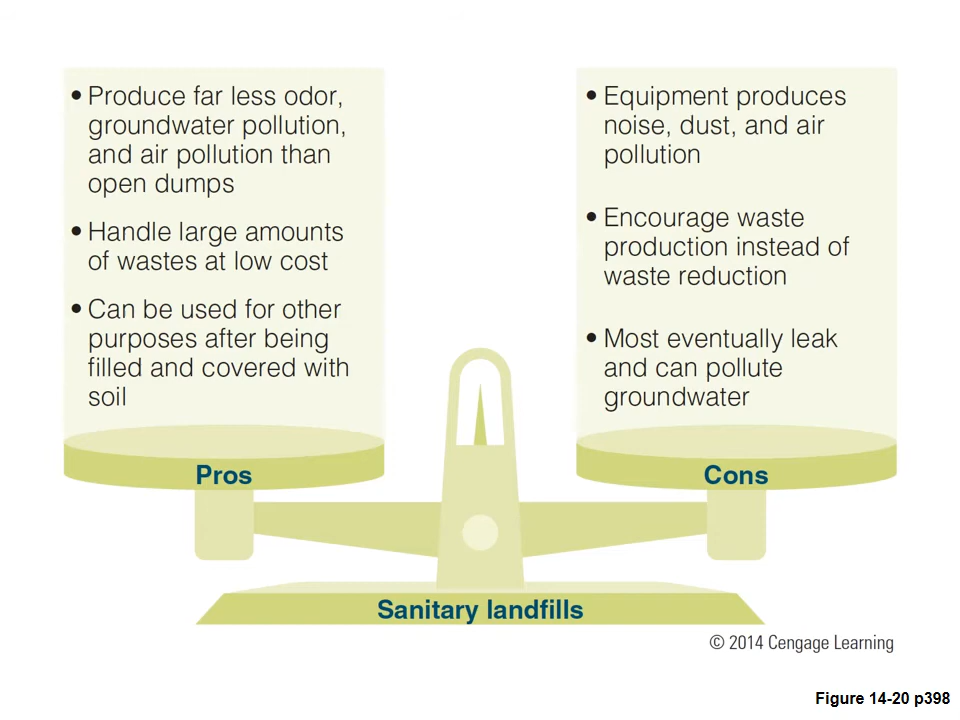 • Produce far less odor,
groundwater pollution,
and air pollution than
open dumps
• Handle large amounts
of wastes at low cost
• Can be used for other
purposes after being
filled and covered with
soil
Pros
• Equipment produces
noise, dust, and air
pollution
• Encourage waste
production instead of
waste reduction
• Most eventually leak
and can pollute
groundwater
Cons
Sanitary landfills
© 2014 Cengage Learning
Figure 14-20 p398